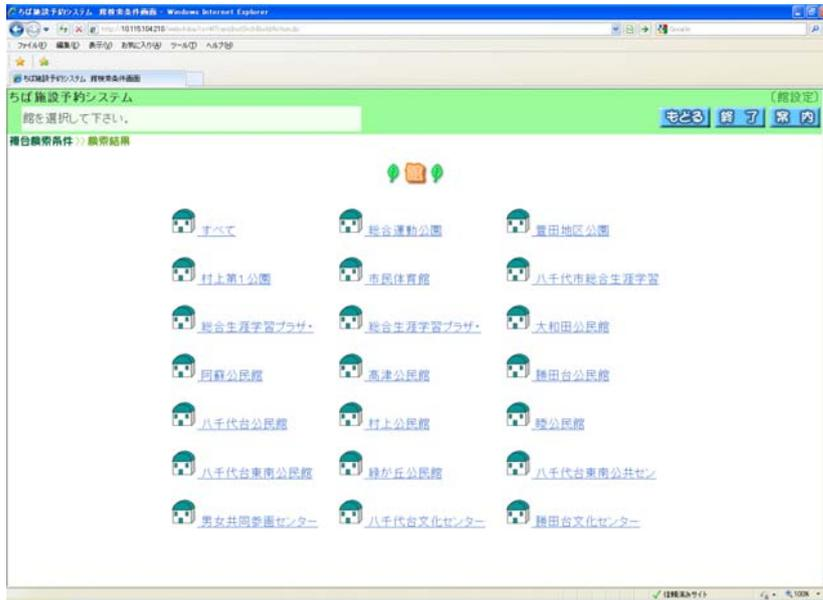 ちば施設予約システム 館検索条件画面 - Windows Internet Explorer
ファイル(F) 編集(E) 表示(V) お気に入り(A) ツール(T) ヘルプ(H)
ちば施設予約システム 館検索条件画面
ちば施設予約システム
〔館設定〕
館を選択して下さい。
もどる 終了 案内
複合検索条件>>検索結果
すべて 総合運動公園 萱田地区公園
村上第1公園 市民体育館 八千代市総合生涯学習
総合生涯学習プラザ・ 総合生涯学習プラザ・ 大和田公民館
阿蘇公民館 高津公民館 勝田台公民館
八千代台公民館 村上公民館 睦公民館
八千代台東南公民館 緑が丘公民館 八千代台東南公共セン
男女共同参画センター 八千代台文化センター 勝田台文化センター
信頼済みサイト 100%